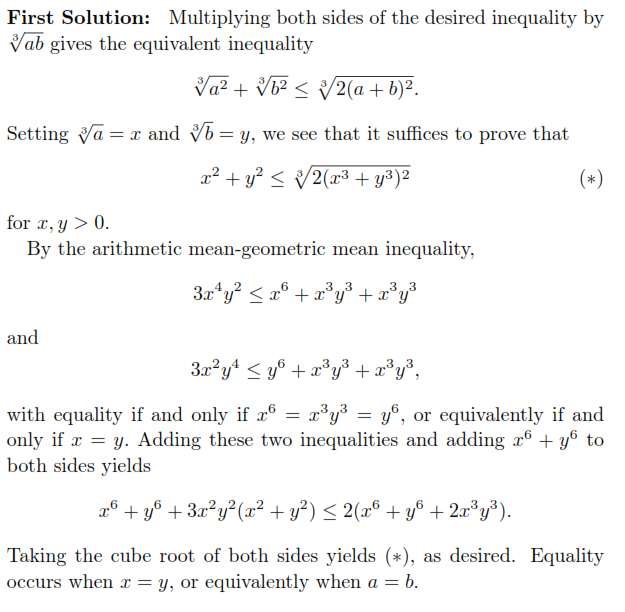 First Solution: Multiplying both sides of the desired inequality by
∛ab gives the equivalent inequality
∛a² + ∛b² ≤ ∛2(a + b)².
Setting ∛a = x and ∛b = y, we see that it suffices to prove that
x² + y² ≤ ∛2(x³ + y³)² (∗)
for x, y > 0.
By the arithmetic mean-geometric mean inequality,
3x⁴y² ≤ x⁶ + x³y³ + x³y³
and
3x²y⁴ ≤ y⁶ + x³y³ + x³y³,
with equality if and only if x⁶ = x³y³ = y⁶, or equivalently if and
only if x = y. Adding these two inequalities and adding x⁶ + y⁶ to
both sides yields
x⁶ + y⁶ + 3x²y²(x² + y²) ≤ 2(x⁶ + y⁶ + 2x³y³).
Taking the cube root of both sides yields (∗), as desired. Equality
occurs when x = y, or equivalently when a = b.